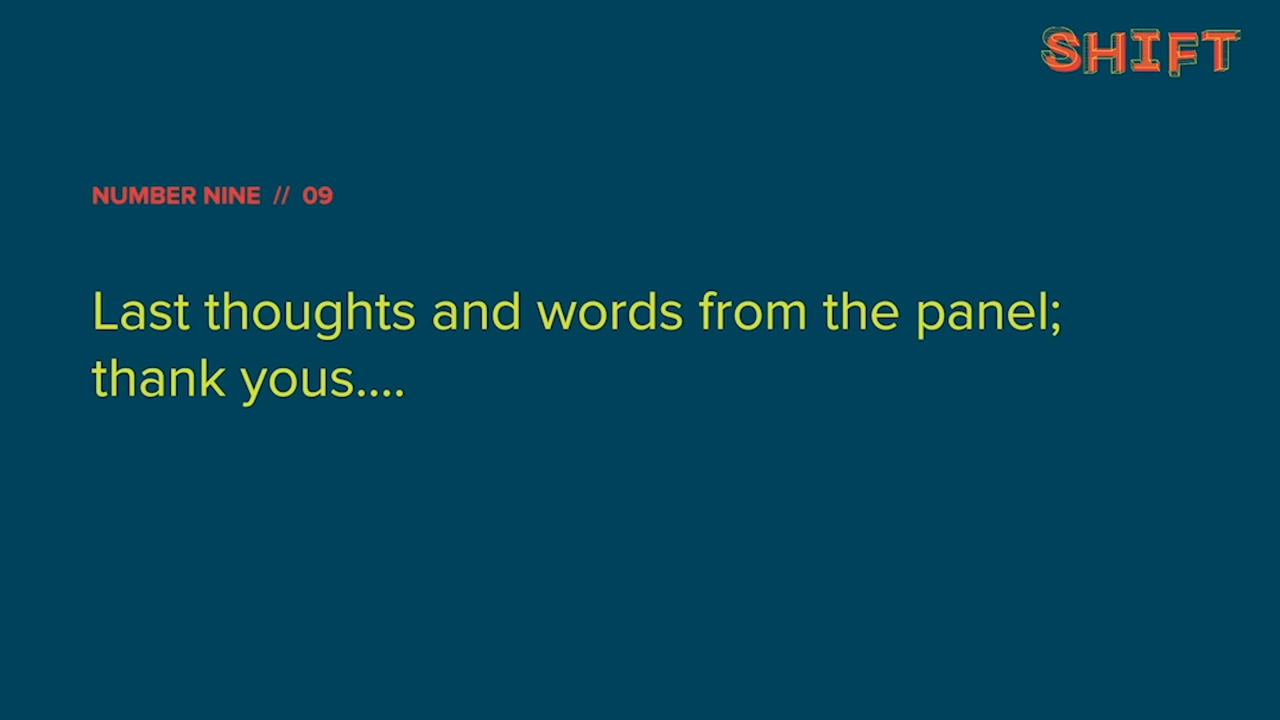 SHIFT
NUMBER NINE // 09
Last thoughts and words from the panel;
thank yous....